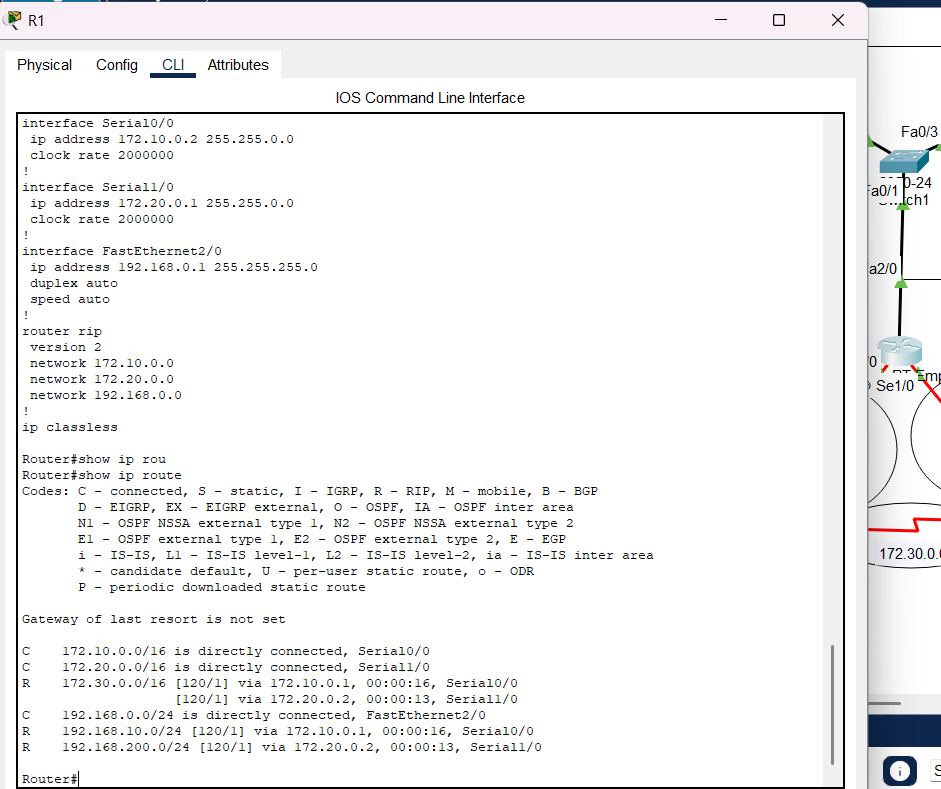 R1
Physical Config CLI Attributes
IOS Command Line Interface
interface Serial0/0
ip address 172.10.0.2 255.255.0.0
clock rate 2000000
!
interface Serial1/0
ip address 172.20.0.1 255.255.0.0
clock rate 2000000
!
interface FastEthernet2/0
ip address 192.168.0.1 255.255.255.0
duplex auto
speed auto
!
router rip
version 2
network 172.10.0.0
network 172.20.0.0
network 192.168.0.0
!
ip classless
Router#show ip rou
Router#show ip route
Codes: C - connected, S - static, I - IGRP, R - RIP, M - mobile, B - BGP
D - EIGRP, EX - EIGRP external, O - OSPF, IA - OSPF inter area
N1 - OSPF NSSA external type 1, N2 - OSPF NSSA external type 2
E1 - OSPF external type 1, E2 - OSPF external type 2, E - EGP
i - IS-IS, L1 - IS-IS level-1, L2 - IS-IS level-2, ia - IS-IS inter area
* - candidate default, U - per-user static route, o - ODR
P - periodic downloaded static route
Gateway of last resort is not set
C 172.10.0.0/16 is directly connected, Serial0/0
C 172.20.0.0/16 is directly connected, Serial1/0
R 172.30.0.0/16 [120/1] via 172.10.0.1, 00:00:16, Serial0/0
[120/1] via 172.20.0.2, 00:00:13, Serial1/0
C 192.168.0.0/24 is directly connected, FastEthernet2/0
R 192.168.10.0/24 [120/1] via 172.10.0.1, 00:00:16, Serial0/0
R 192.168.200.0/24 [120/1] via 172.20.0.2, 00:00:13, Serial1/0
Router#
Fa0/3
0-24
Fa0/1
ch1
a2/0
/0
Emp
Se1/0
172.30.0.
S